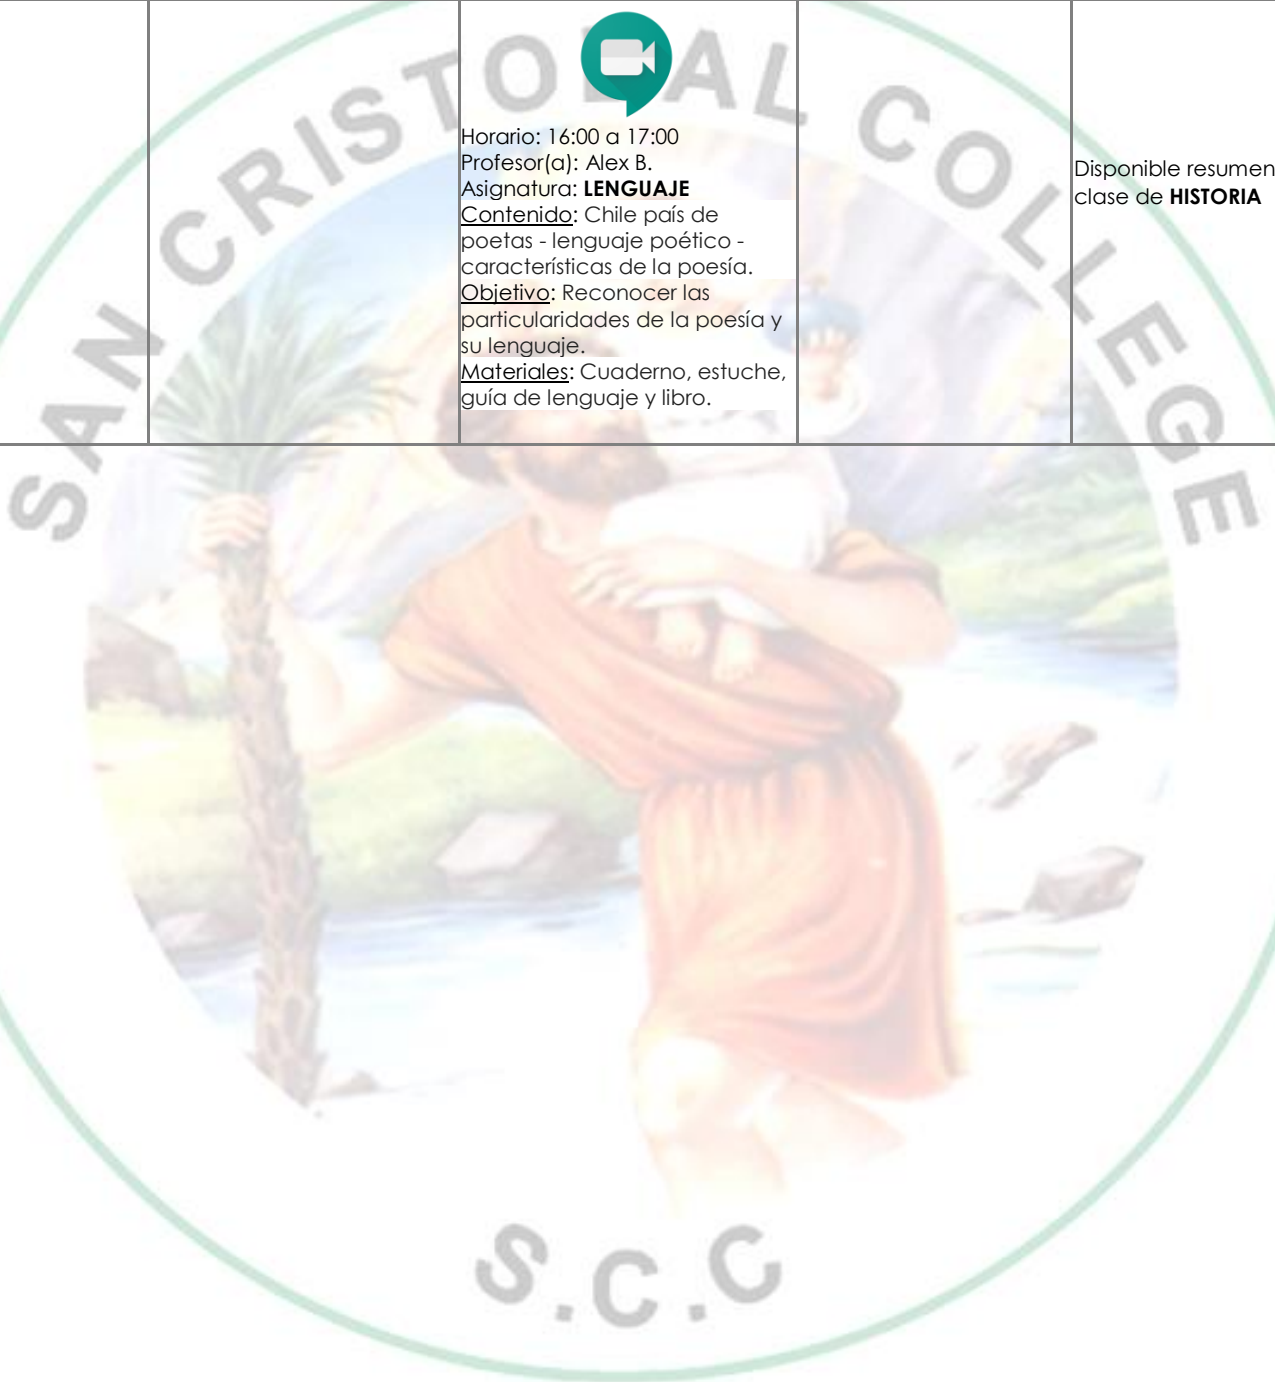 SAN CRISTOBAL COLLEGE
Horario: 16:00 a 17:00
Profesor(a): Alex B.
Asignatura: LENGUAJE
Contenido: Chile país de
poetas - lenguaje poético -
características de la poesía.
Objetivo: Reconocer las
particularidades de la poesía y
su lenguaje.
Materiales: Cuaderno, estuche,
guía de lenguaje y libro.
Disponible resumen
clase de HISTORIA
S.C.C